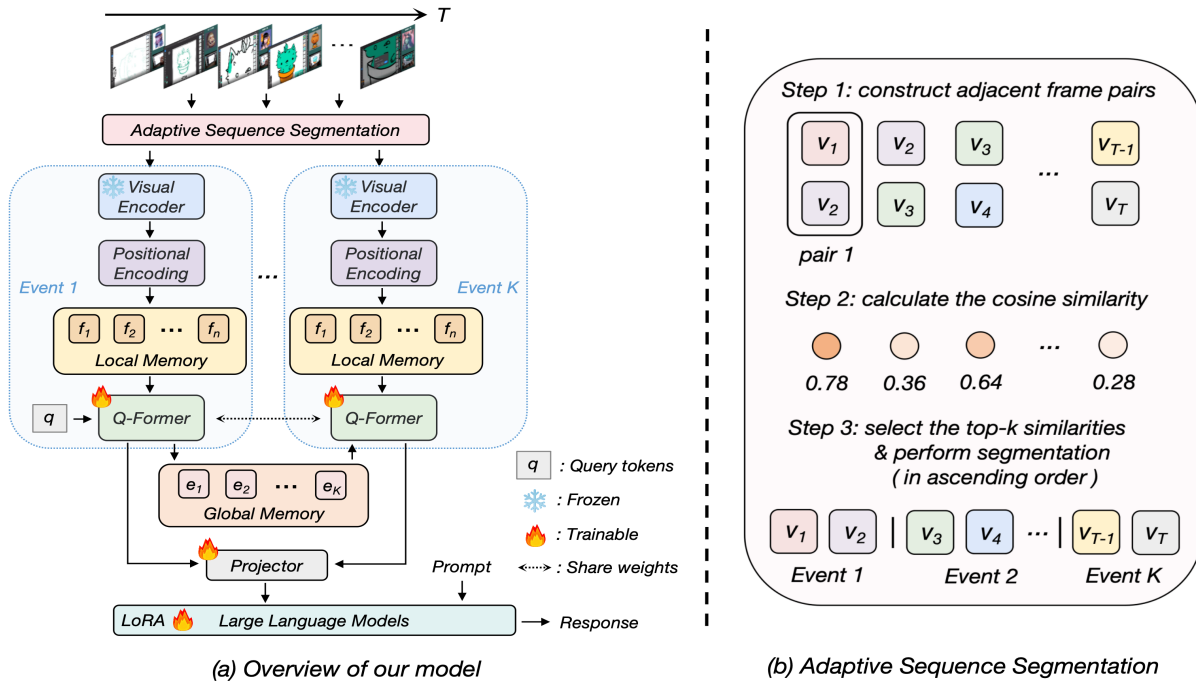 T
...
Adaptive Sequence Segmentation
Visual
Encoder
Positional
Encoding
Event 1
f1 f2 ... fn
Local Memory
q
Q-Former
...
Visual
Encoder
Positional
Encoding
Event K
f1 f2 ... fn
Local Memory
Q-Former
e1 e2 ... eK
Global Memory
Projector
Prompt
LoRA Large Language Models
Response
q : Query tokens
: Frozen
: Trainable
: Share weights
(a) Overview of our model
Step 1: construct adjacent frame pairs
v1 v2 v3 ... vT-1
v2 v3 v4 vT
pair 1
Step 2: calculate the cosine similarity
...
0.78 0.36 0.64 0.28
Step 3: select the top-k similarities
& perform segmentation
( in ascending order )
v1 v2 | v3 v4 ... | vT-1 vT
Event 1 Event 2 Event K
(b) Adaptive Sequence Segmentation